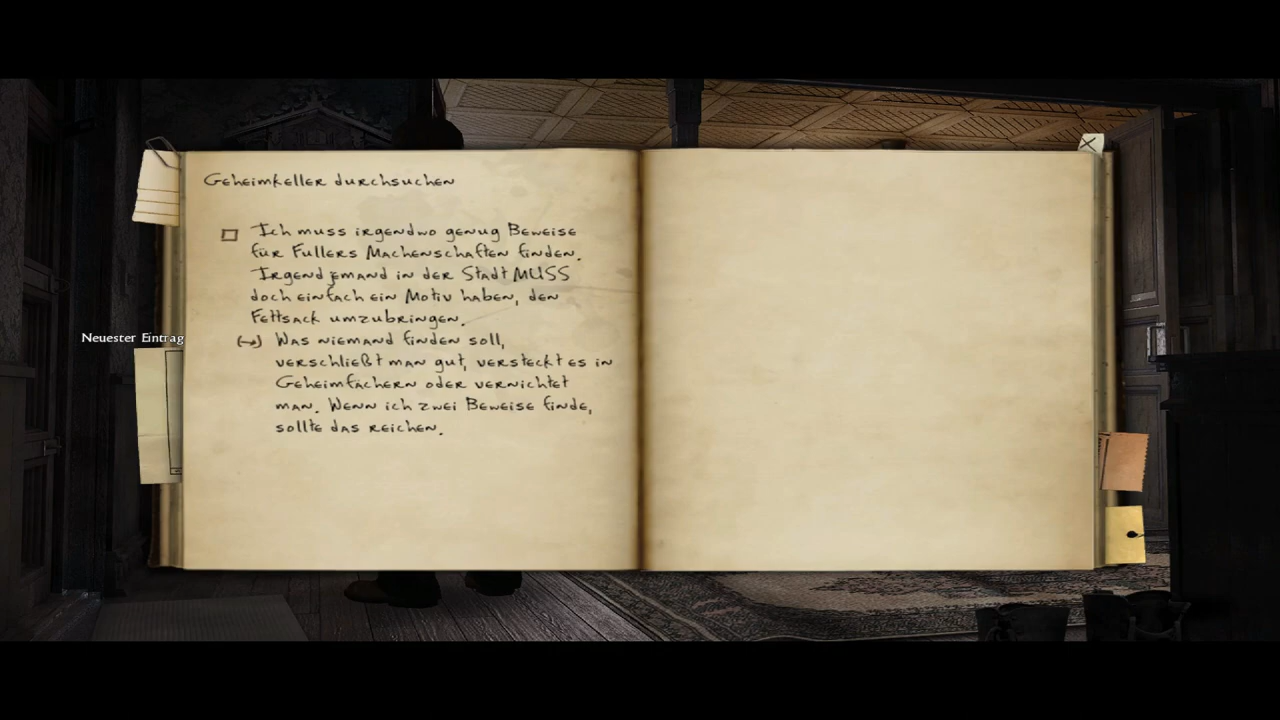 Geheimkeller durchsuchen
Ich muss irgendwo genug Beweise
für Fullers Machenschaften finden.
Irgend jemand in der Stadt MUSS
doch einfach ein Motiv haben, den
Fettsack umzubringen.
Was niemand finden soll,
Neuester Eintrag
verschließt man gut, versteckt es in
Geheimfächern oder vernichtet
man. Wenn ich zwei Beweise finde,
sollte das reichen.